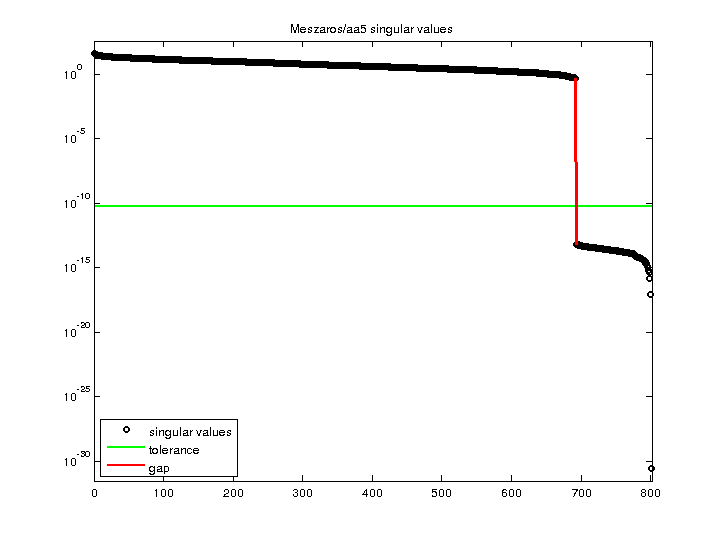 Meszaros/aa5 singular values
10^0
10^-5
10^-10
10^-15
10^-20
10^-25
10^-30
singular values
tolerance
gap
0 100 200 300 400 500 600 700 800